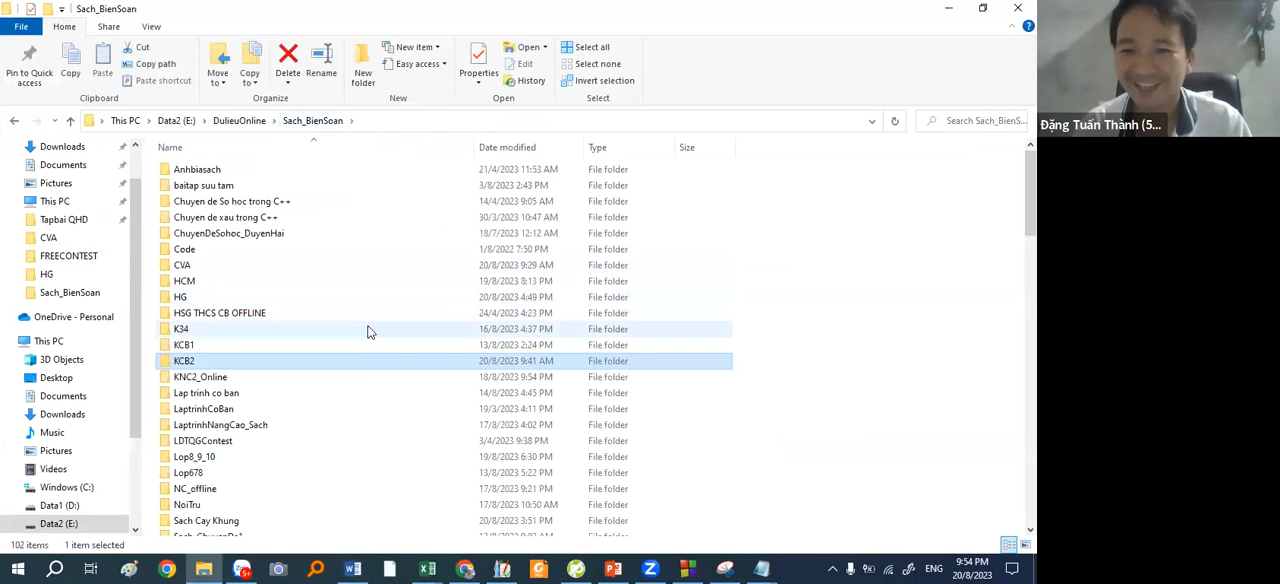 Sach_BienSoan
File Home Share View
Pin to Quick access
Copy
Paste
Cut
Copy path
Paste shortcut
Clipboard
Move to
Copy to
Delete
Rename
Organize
New folder
New item
Easy access
New
Properties
Open
Edit
History
Open
Select all
Select none
Invert selection
Select
This PC > Data2 (E:) > DulieuOnline > Sach_BienSoan >
Search Sach_BienS...
Đặng Tuấn Thành (5...
Downloads
Documents
Pictures
This PC
Tapbai QHD
CVA
FREECONTEST
HG
Sach_BienSoan
OneDrive - Personal
This PC
3D Objects
Desktop
Documents
Downloads
Music
Pictures
Videos
Windows (C:)
Data1 (D:)
Data2 (E:)
Name Date modified Type Size
Anhbiasach 21/4/2023 11:53 AM File folder
baitap suu tam 3/8/2023 2:43 PM File folder
Chuyen de So hoc trong C++ 14/4/2023 9:05 AM File folder
Chuyen de xau trong C++ 30/3/2023 10:47 AM File folder
ChuyenDeSohoc_DuyenHai 18/7/2023 12:12 AM File folder
Code 1/8/2022 7:50 PM File folder
CVA 20/8/2023 9:29 AM File folder
HCM 19/8/2023 8:13 PM File folder
HG 20/8/2023 4:49 PM File folder
HSG THCS CB OFFLINE 24/4/2023 4:23 PM File folder
K34 16/8/2023 4:37 PM File folder
KCB1 13/8/2023 2:24 PM File folder
KCB2 20/8/2023 9:41 AM File folder
KNC2_Online 18/8/2023 9:54 PM File folder
Lap trinh co ban 14/8/2023 4:45 PM File folder
LaptrinhCoBan 19/3/2023 4:11 PM File folder
LaptrinhNangCao_Sach 17/8/2023 4:02 PM File folder
LDTQGContest 3/4/2023 9:38 PM File folder
Lop8_9_10 19/8/2023 6:30 PM File folder
Lop678 13/8/2023 5:22 PM File folder
NC_offline 17/8/2023 9:21 PM File folder
NoiTru 17/8/2023 10:50 AM File folder
Sach Cay Khung 20/8/2023 3:51 PM File folder
102 items 1 item selected
ENG
9:54 PM
20/8/2023